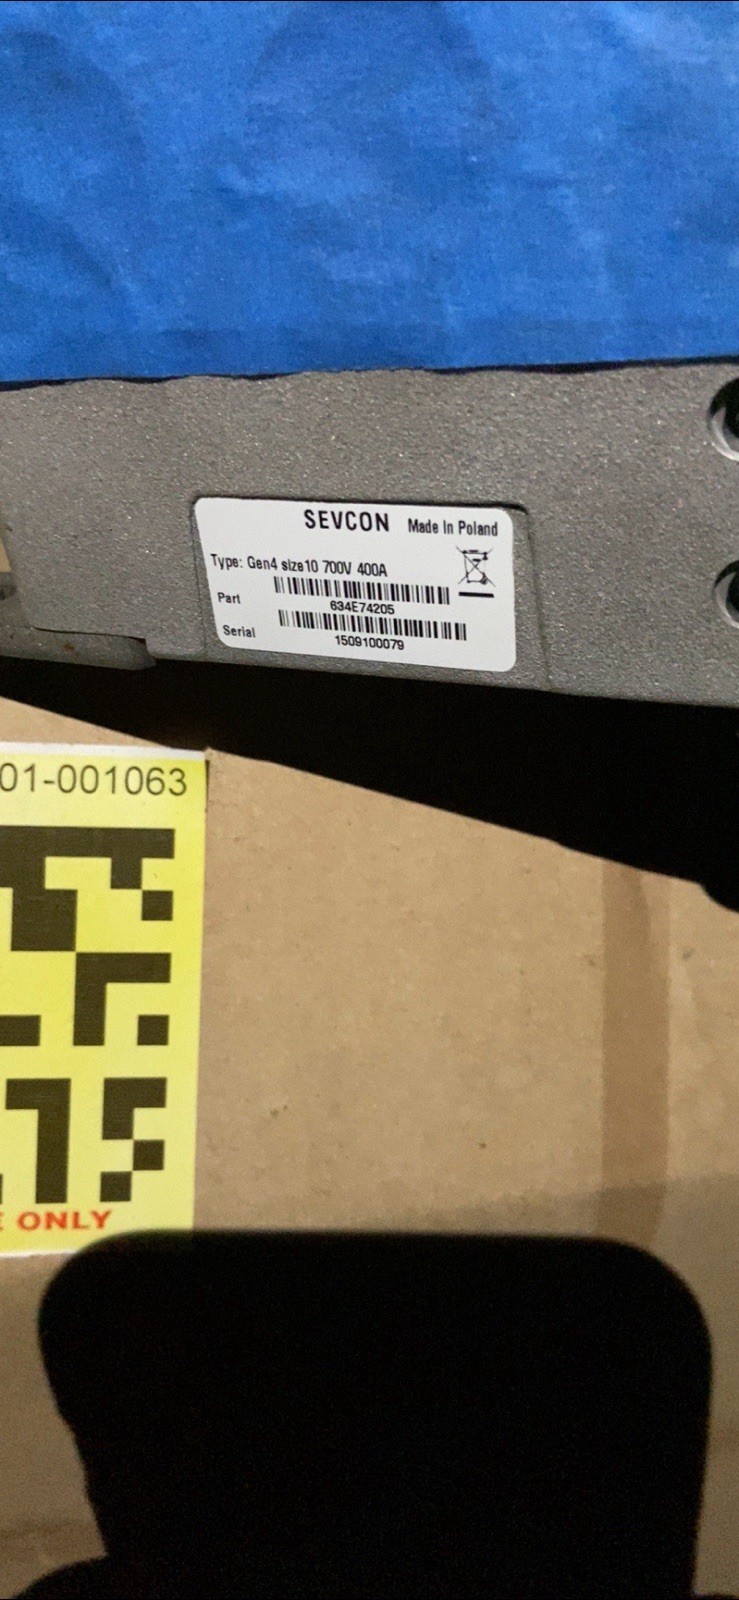 SEVCON Made In Poland
Type: Gen4 size10 700V 400A
Part
634E74205
Serial
1509100079
01-001063
ONLY